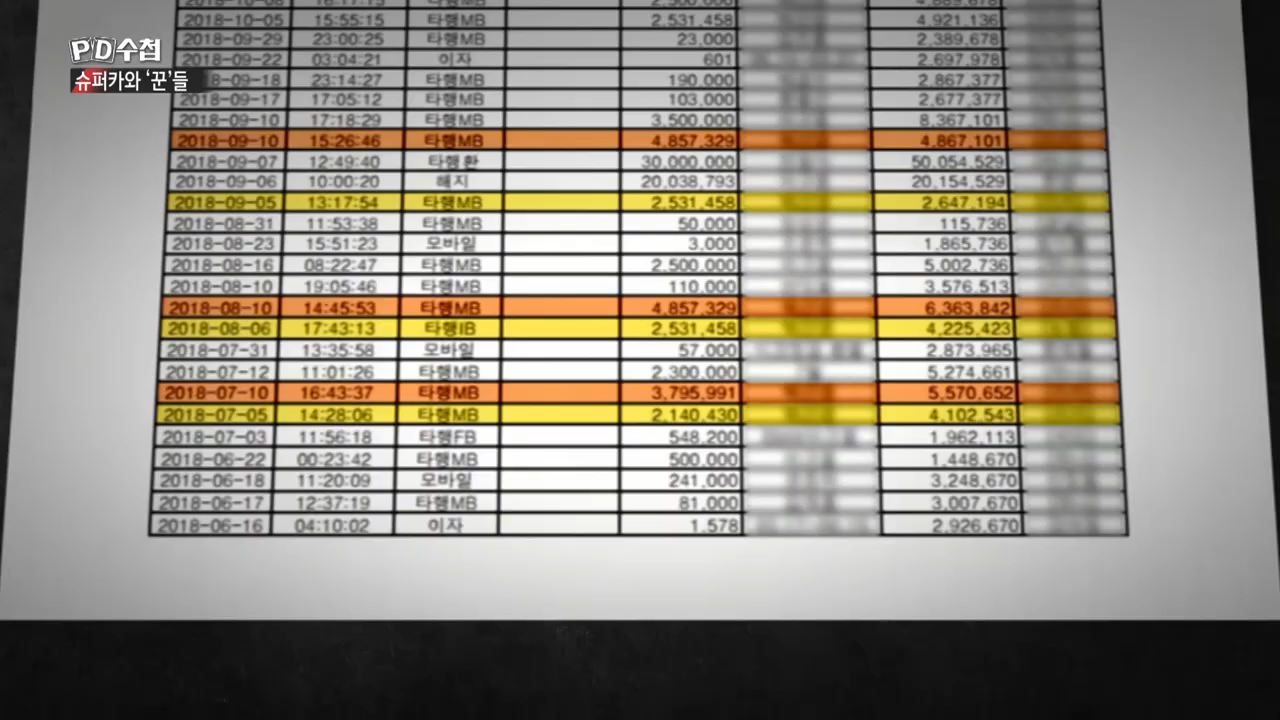 PD수첩
슈퍼카와 '꾼'들
2018-10-05 15:55:15 타행MB 2,531,458 4,921,136
2018-09-29 23:00:25 타행MB 23,000 2,389,678
2018-09-22 03:04:21 이자 601 2,697,978
8-09-18 23:14:27 타행MB 190,000 2,867,377
2018-09-17 17:05:12 타행MB 103,000 2,677,377
2018-09-10 17:18:29 타행MB 3,500,000 8,367,101
2018-09-10 15:26:46 타행MB 4,857,329 4,867,101
2018-09-07 12:49:40 타행환 30,000,000 50,054,529
2018-09-06 10:00:20 해지 20,038,793 20,154,529
2018-09-05 13:17:54 타행MB 2,531,458 2,647,194
2018-08-31 11:53:38 타행MB 50,000 115,736
2018-08-23 15:51:23 모바일 3,000 1,865,736
2018-08-16 08:22:47 타행MB 2,500,000 5,002,736
2018-08-10 19:05:46 타행MB 110,000 3,576,513
2018-08-10 14:45:53 타행MB 4,857,329 6,363,842
2018-08-06 17:43:13 타행IB 2,531,458 4,225,423
2018-07-31 13:35:58 모바일 57,000 2,873,965
2018-07-12 11:01:26 타행MB 2,300,000 5,274,661
2018-07-10 16:43:37 타행MB 3,795,991 5,570,652
2018-07-05 14:28:06 타행MB 2,140,430 4,102,543
2018-07-03 11:56:18 타행FB 548,200 1,962,113
2018-06-22 00:23:42 타행MB 500,000 1,448,670
2018-06-18 11:20:09 모바일 241,000 3,248,670
2018-06-17 12:37:19 타행MB 81,000 3,007,670
2018-06-16 04:10:02 이자 1,578 2,926,670